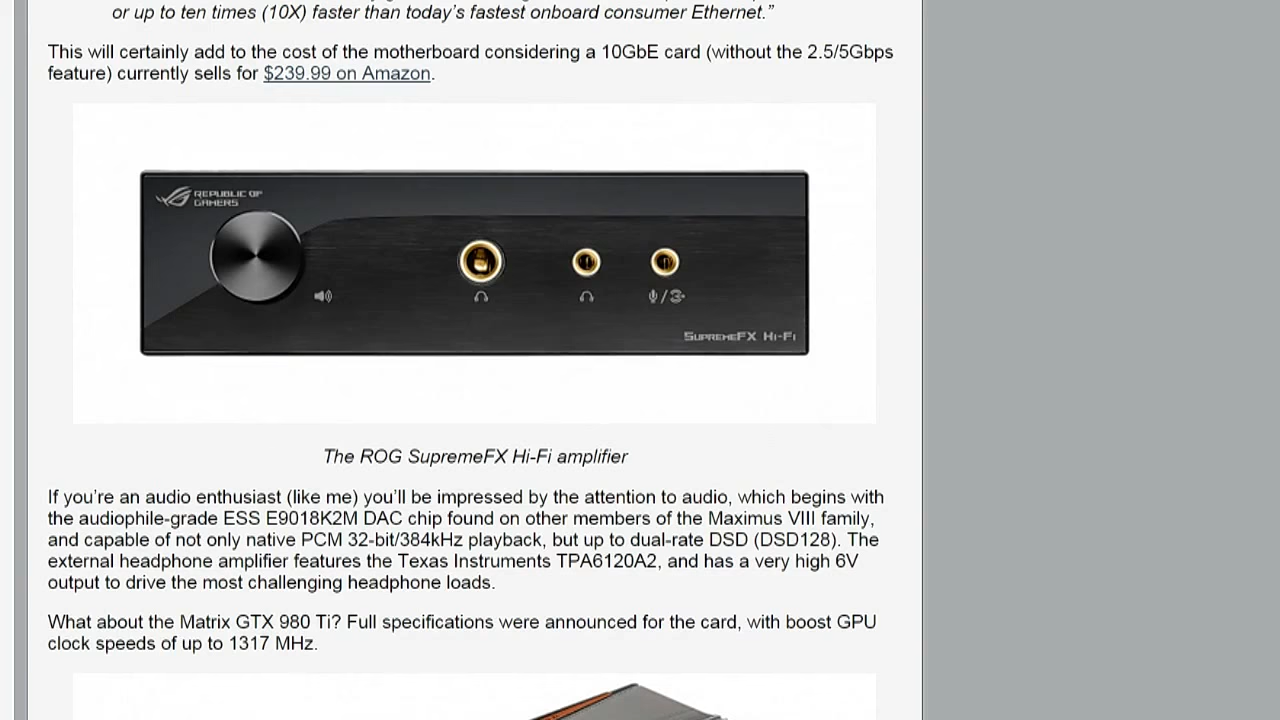 or up to ten times (10X) faster than today's fastest onboard consumer Ethernet.”
This will certainly add to the cost of the motherboard considering a 10GbE card (without the 2.5/5Gbps
feature) currently sells for $239.99 on Amazon.
REPUBLIC OF
GAMERS
SUPREMEFX HI-FI
The ROG SupremeFX Hi-Fi amplifier
If you're an audio enthusiast (like me) you'll be impressed by the attention to audio, which begins with
the audiophile-grade ESS E9018K2M DAC chip found on other members of the Maximus VIII family,
and capable of not only native PCM 32-bit/384kHz playback, but up to dual-rate DSD (DSD128). The
external headphone amplifier features the Texas Instruments TPA6120A2, and has a very high 6V
output to drive the most challenging headphone loads.
What about the Matrix GTX 980 Ti? Full specifications were announced for the card, with boost GPU
clock speeds of up to 1317 MHz.